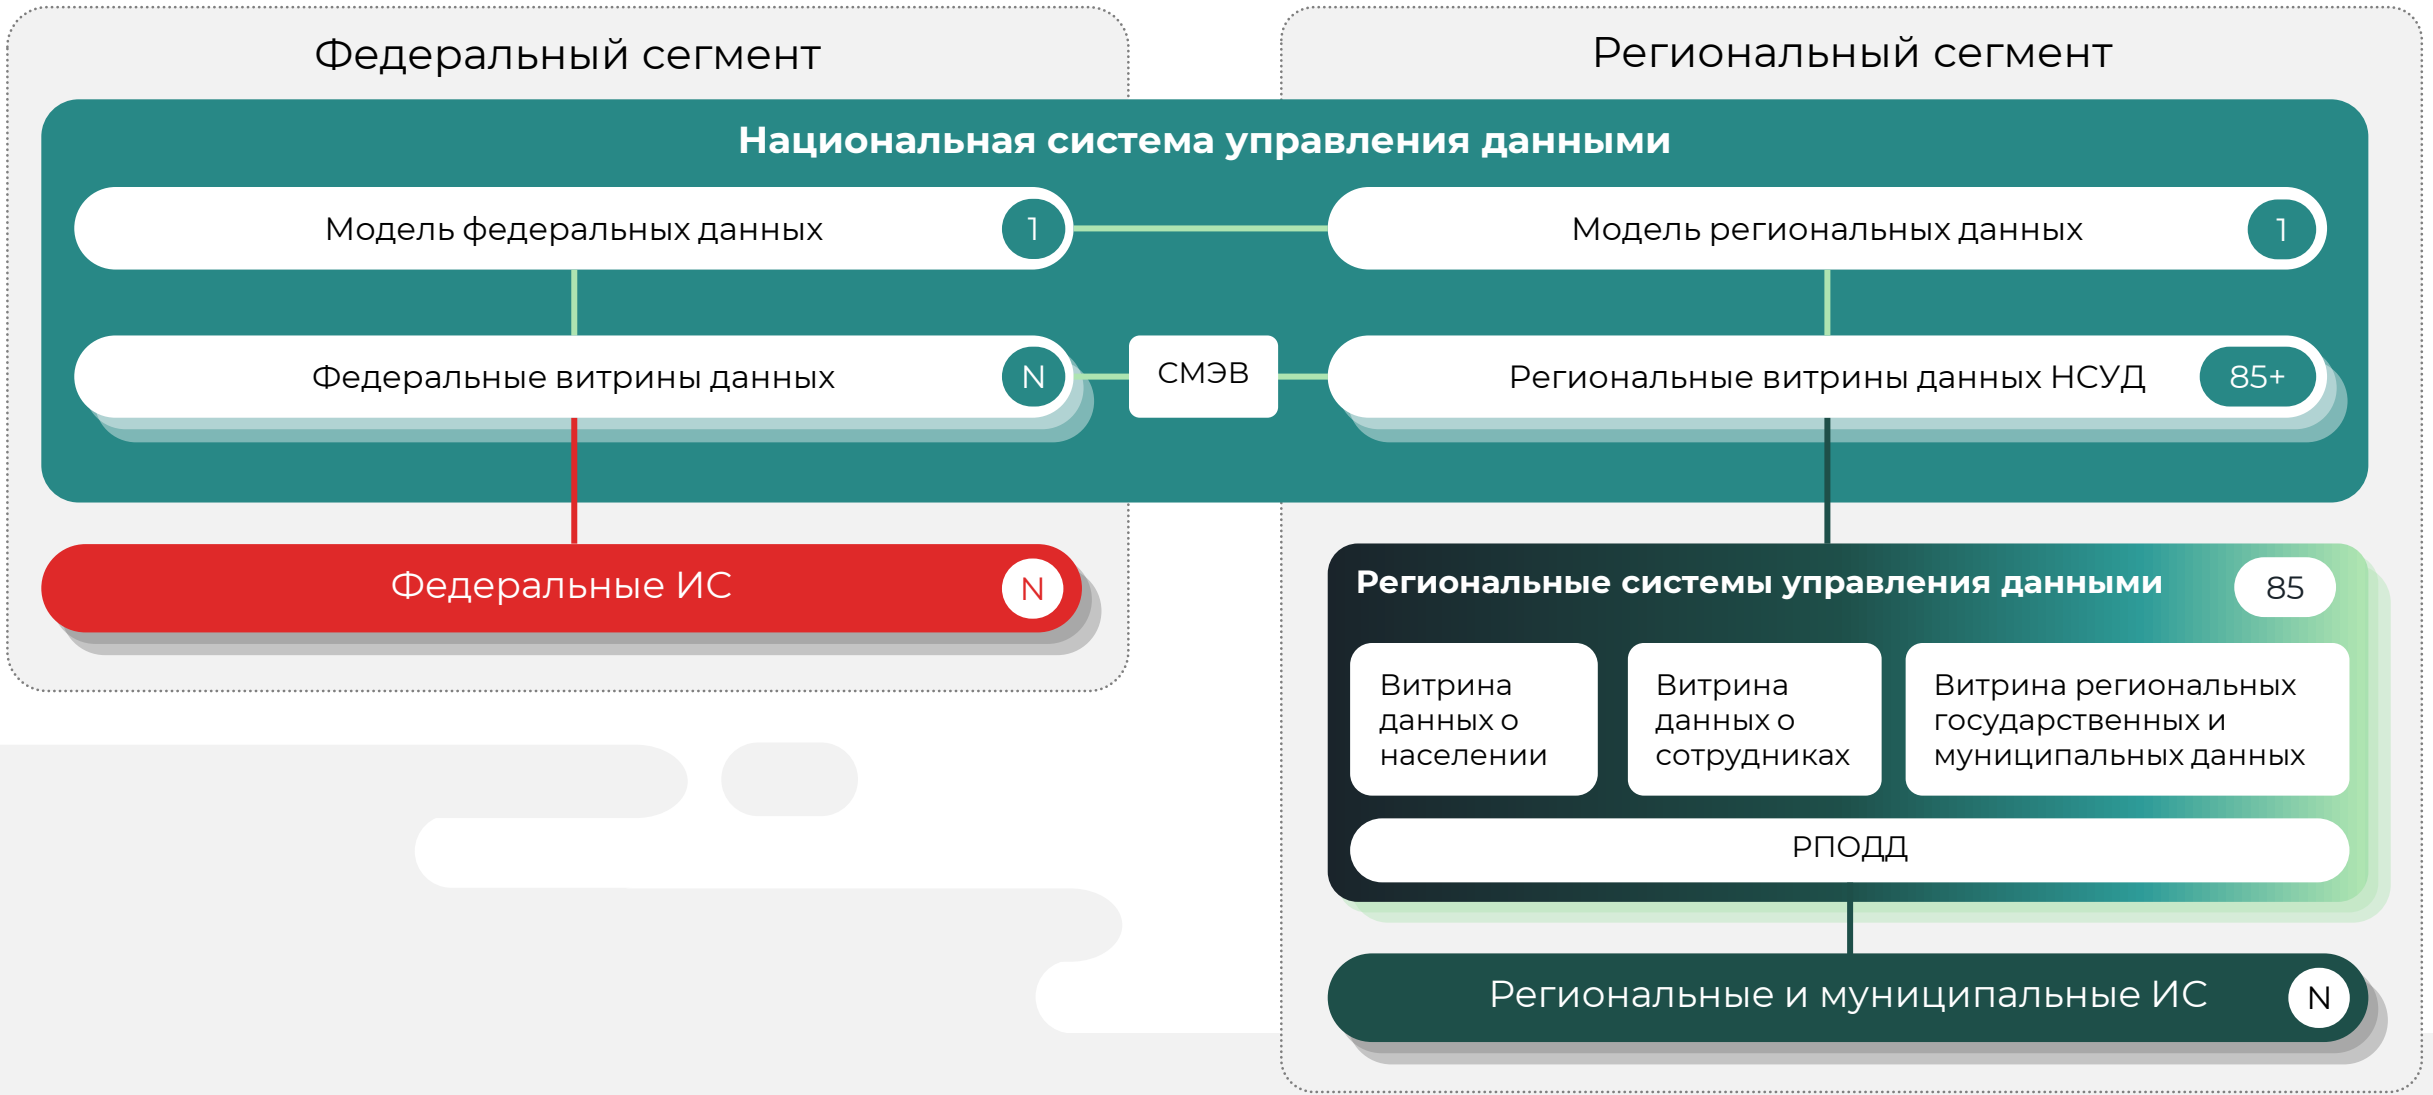 Федеральный сегмент
Региональный сегмент
Национальная система управления данными
Модель федеральных данных
1
Модель региональных данных
1
Федеральные витрины данных
N
СМЭВ
Региональные витрины данных НСУД
85+
Федеральные ИС
N
Региональные системы управления данными
85
Витрина
данных о
населении
Витрина
данных о
сотрудниках
Витрина региональных
государственных и
муниципальных данных
РПОДД
Региональные и муниципальные ИС
N